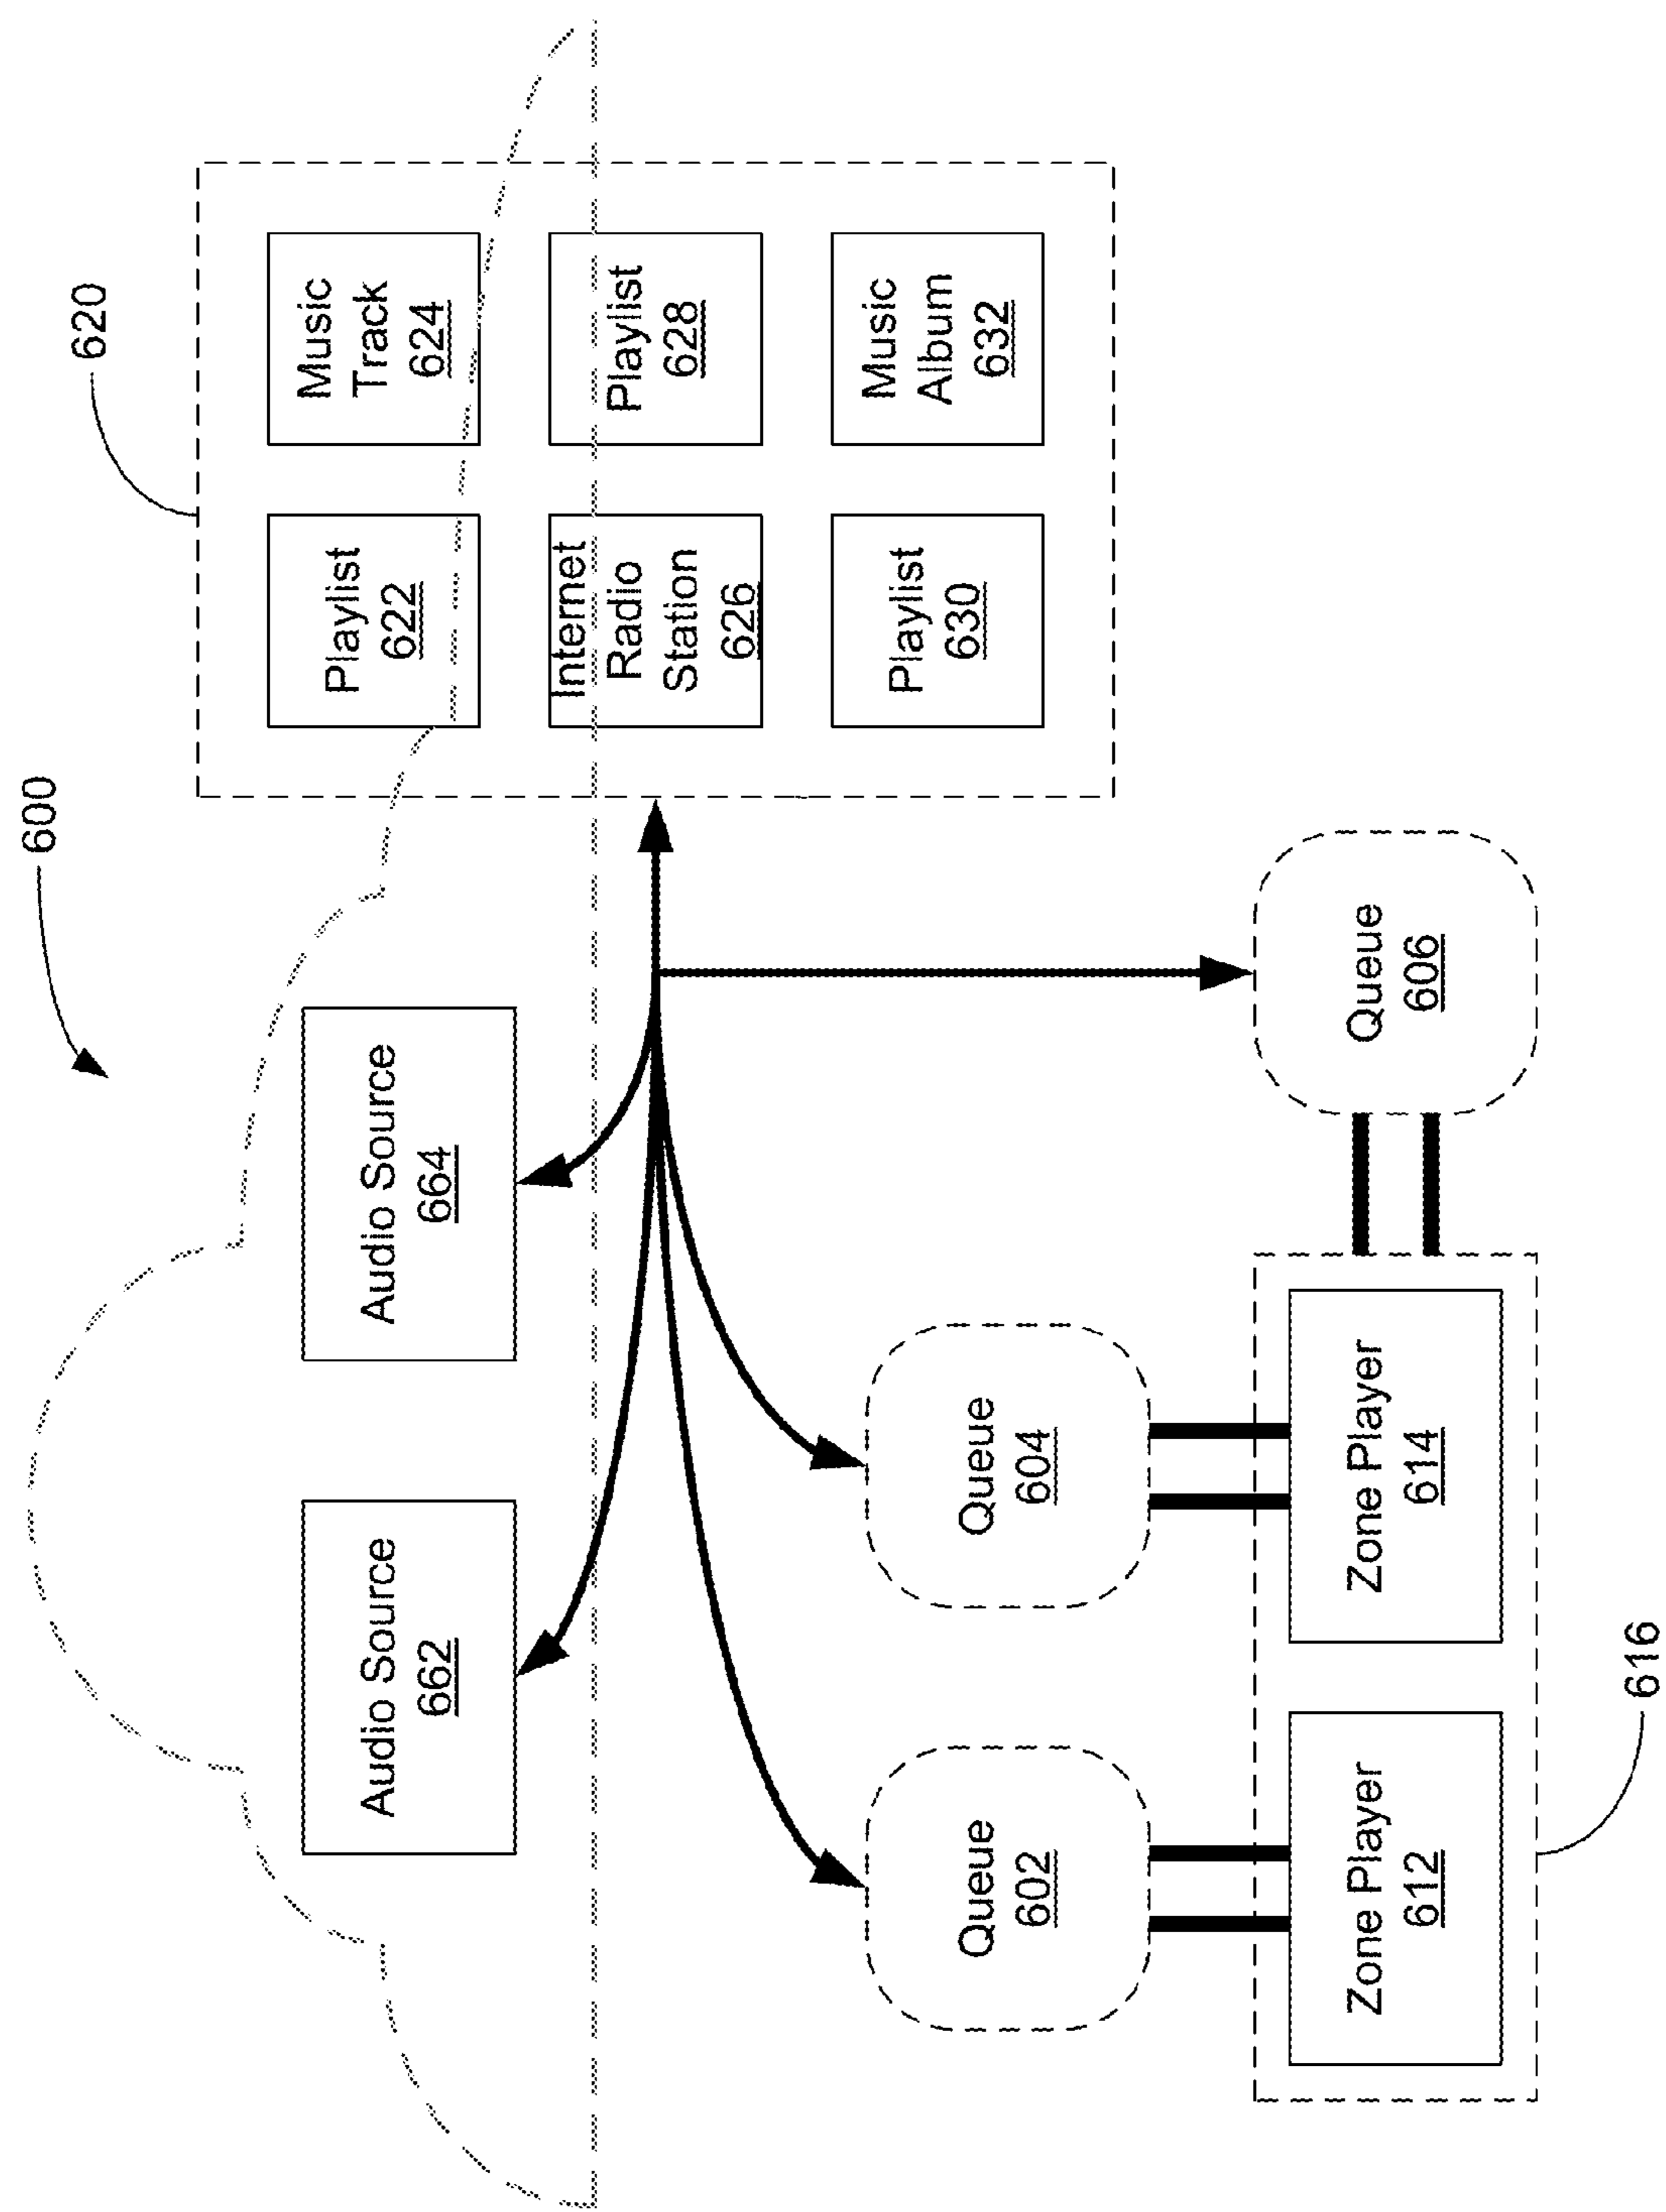 600
620
Audio Source
662
Audio Source
664
Playlist
622
Music
Track
624
Internet
Radio
Station
626
Playlist
628
Playlist
630
Music
Album
632
Queue
602
Queue
604
Queue
606
Zone Player
612
Zone Player
614
616